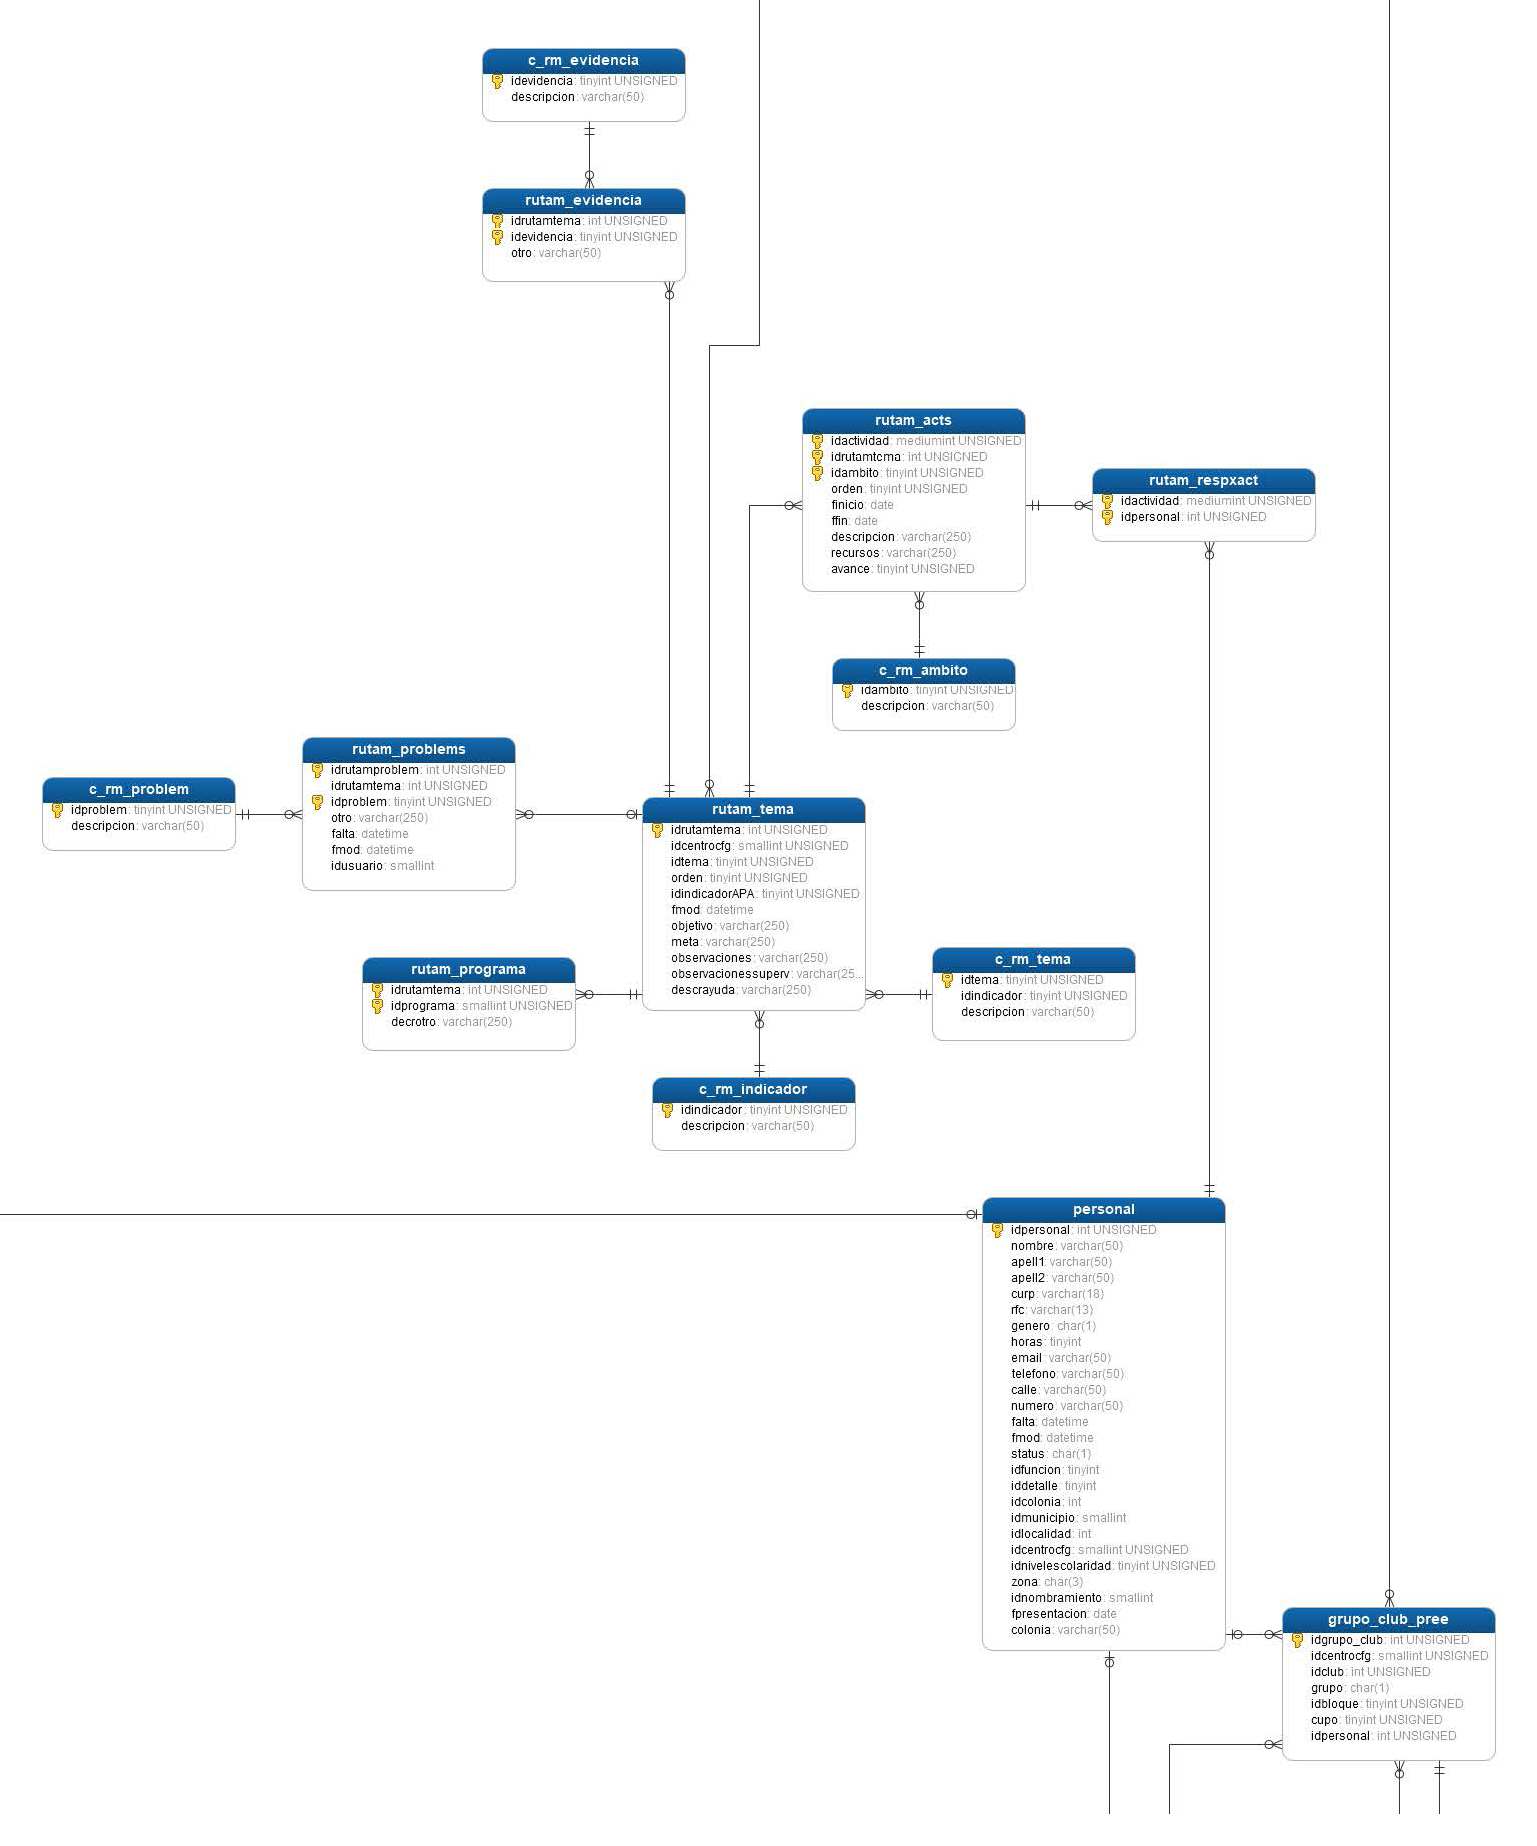 c_rm_evidencia
idevidencia: tinyint UNSIGNED
descripcion: varchar(50)
rutam_evidencia
idrutamtema: int UNSIGNED
idevidencia: tinyint UNSIGNED
otro: varchar(50)
rutam_acts
idactividad: mediumint UNSIGNED
idrutamtema: int UNSIGNED
idambito: tinyint UNSIGNED
orden: tinyint UNSIGNED
finicio: date
ffin: date
descripcion: varchar(250)
recursos: varchar(250)
avance: tinyint UNSIGNED
rutam_respxact
idactividad: mediumint UNSIGNED
idpersonal: int UNSIGNED
c_rm_ambito
idambito: tinyint UNSIGNED
descripcion: varchar(50)
rutam_problems
idrutamproblem: int UNSIGNED
idrutamtema: int UNSIGNED
idproblem: tinyint UNSIGNED
otro: varchar(250)
falta: datetime
fmod: datetime
idusuario: smallint
c_rm_problem
idproblem: tinyint UNSIGNED
descripcion: varchar(50)
rutam_tema
idrutamtema: int UNSIGNED
idcentrocfg: smallint UNSIGNED
idtema: tinyint UNSIGNED
orden: tinyint UNSIGNED
idindicadorAPA: tinyint UNSIGNED
fmod: datetime
objetivo: varchar(250)
meta: varchar(250)
observaciones: varchar(250)
observacionessuperv: varchar(25...
descrayuda: varchar(250)
rutam_programa
idrutamtema: int UNSIGNED
idprograma: smallint UNSIGNED
decrotro: varchar(250)
c_rm_tema
idtema: tinyint UNSIGNED
idindicador: tinyint UNSIGNED
descripcion: varchar(50)
c_rm_indicador
idindicador: tinyint UNSIGNED
descripcion: varchar(50)
personal
idpersonal: int UNSIGNED
nombre: varchar(50)
apell1: varchar(50)
apell2: varchar(50)
curp: varchar(18)
rfc: varchar(13)
genero: char(1)
horas: tinyint
email: varchar(50)
telefono: varchar(50)
calle: varchar(50)
numero: varchar(50)
falta: datetime
fmod: datetime
status: char(1)
idfuncion: tinyint
iddetalle: tinyint
idcolonia: int
idmunicipio: smallint
idlocalidad: int
idcentrocfg: smallint UNSIGNED
idnivelescolaridad: tinyint UNSIGNED
zona: char(3)
idnombramiento: smallint
fpresentacion: date
colonia: varchar(50)
grupo_club_pree
idgrupo_club: int UNSIGNED
idcentrocfg: smallint UNSIGNED
idclub: int UNSIGNED
grupo: char(1)
idbloque: tinyint UNSIGNED
cupo: tinyint UNSIGNED
idpersonal: int UNSIGNED